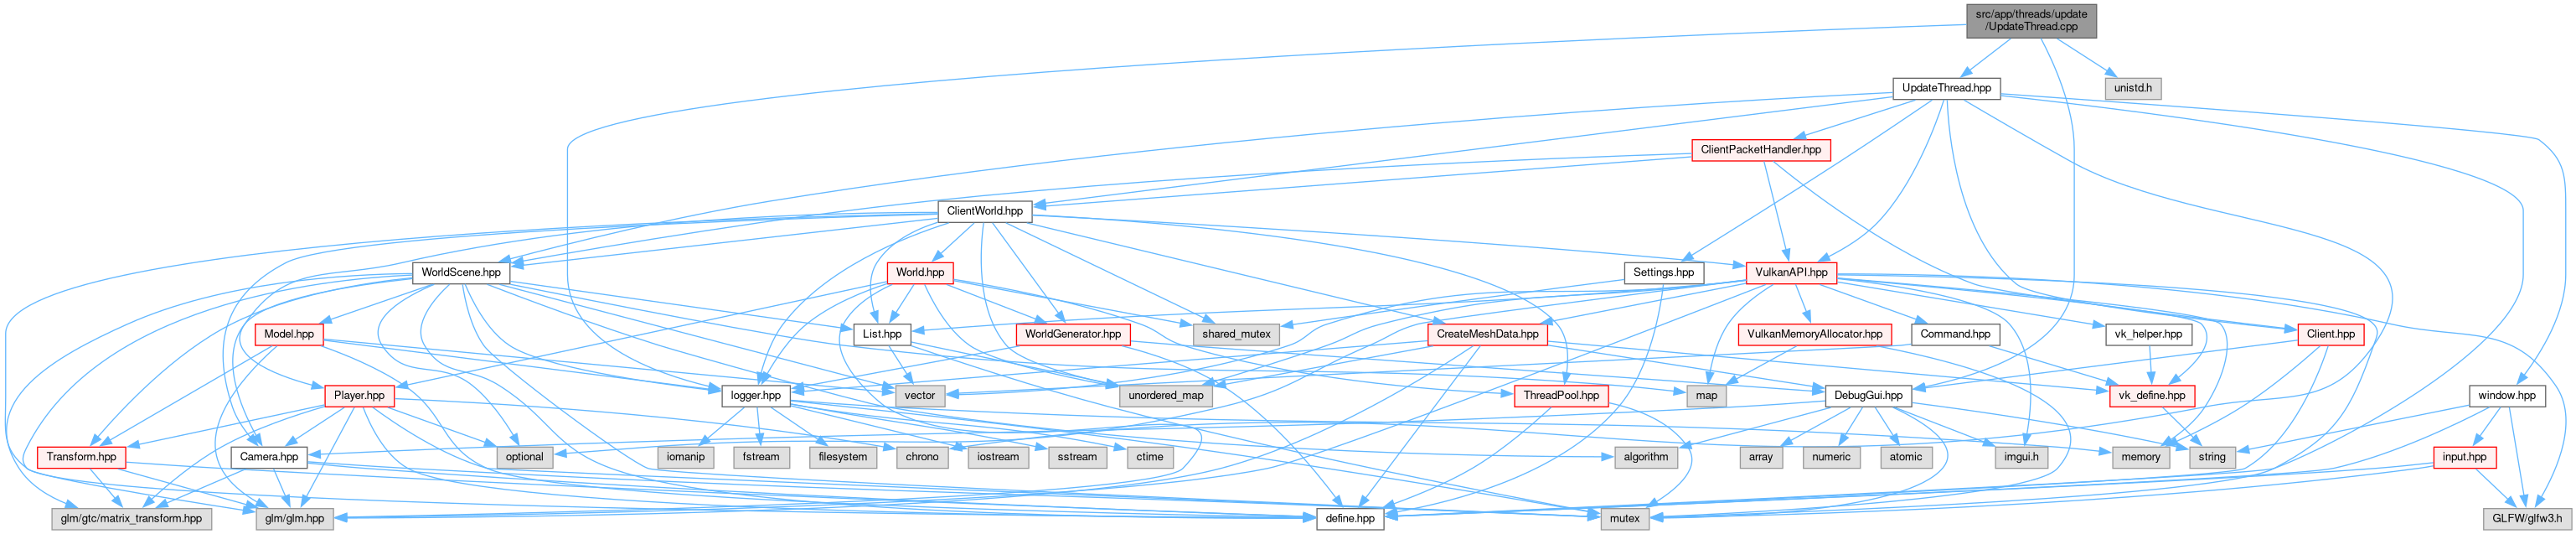 src/app/threads/update
/UpdateThread.cpp
UpdateThread.hpp
unistd.h
ClientPacketHandler.hpp
ClientWorld.hpp
WorldScene.hpp
World.hpp
Settings.hpp
VulkanAPI.hpp
Model.hpp
List.hpp
WorldGenerator.hpp
shared_mutex
CreateMeshData.hpp
VulkanMemoryAllocator.hpp
Command.hpp
vk_helper.hpp
Client.hpp
Player.hpp
logger.hpp
vector
unordered_map
ThreadPool.hpp
map
DebugGui.hpp
vk_define.hpp
window.hpp
Transform.hpp
Camera.hpp
optional
iomanip
fstream
filesystem
chrono
iostream
sstream
ctime
algorithm
array
numeric
atomic
imgui.h
memory
string
input.hpp
glm/gtc/matrix_transform.hpp
glm/glm.hpp
define.hpp
mutex
GLFW/glfw3.h